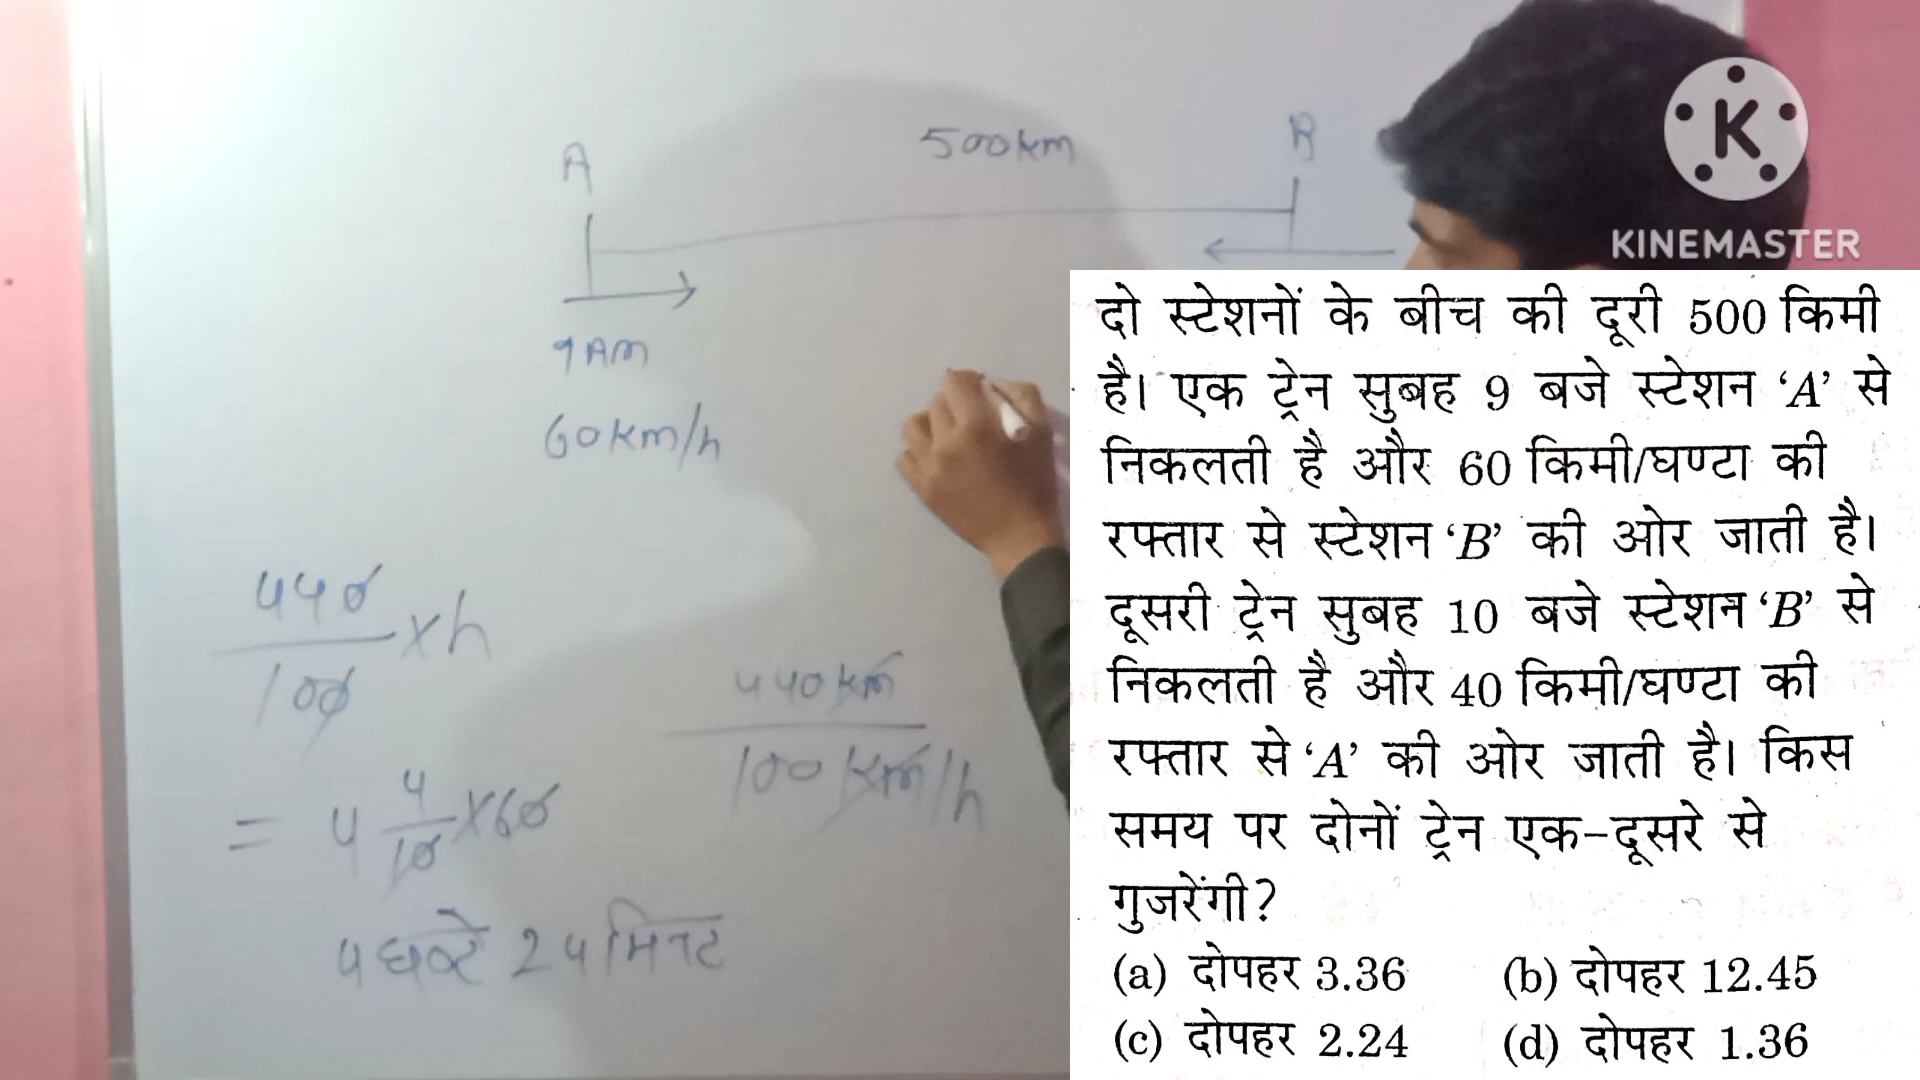 A
500km
B
K
KINEMASTER
9AM
60km/h
440
100
×h
440km
100km/h
= 4 4/10 ×60
4 घण्टे 24 मिनट
दो स्टेशनों के बीच की दूरी 500 किमी
है। एक ट्रेन सुबह 9 बजे स्टेशन ‘A’ से
निकलती है और 60 किमी/घण्टा की
रफ्तार से स्टेशन ‘B’ की ओर जाती है।
दूसरी ट्रेन सुबह 10 बजे स्टेशन ‘B’ से
निकलती है और 40 किमी/घण्टा की
रफ्तार से ‘A’ की ओर जाती है। किस
समय पर दोनों ट्रेन एक-दूसरे से
गुजरेंगी?
(a) दोपहर 3.36 (b) दोपहर 12.45
(c) दोपहर 2.24 (d) दोपहर 1.36